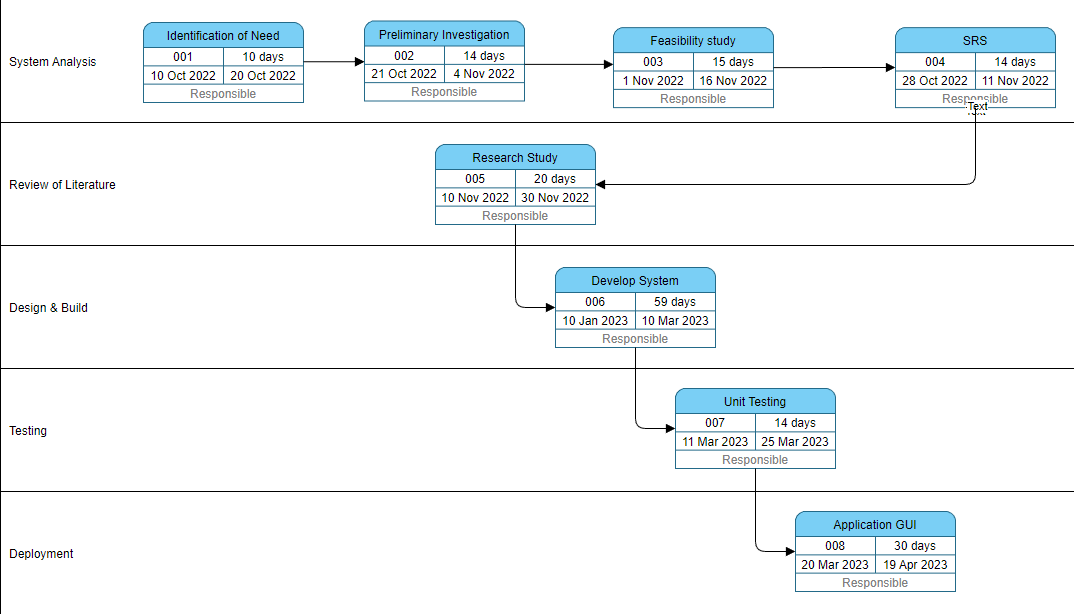 System Analysis
Identification of Need
001 10 days
10 Oct 2022 20 Oct 2022
Responsible
Preliminary Investigation
002 14 days
21 Oct 2022 4 Nov 2022
Responsible
Feasibility study
003 15 days
1 Nov 2022 16 Nov 2022
Responsible
SRS
004 14 days
28 Oct 2022 11 Nov 2022
Responsible
Text
Text
Review of Literature
Research Study
005 20 days
10 Nov 2022 30 Nov 2022
Responsible
Design & Build
Develop System
006 59 days
10 Jan 2023 10 Mar 2023
Responsible
Testing
Unit Testing
007 14 days
11 Mar 2023 25 Mar 2023
Responsible
Deployment
Application GUI
008 30 days
20 Mar 2023 19 Apr 2023
Responsible